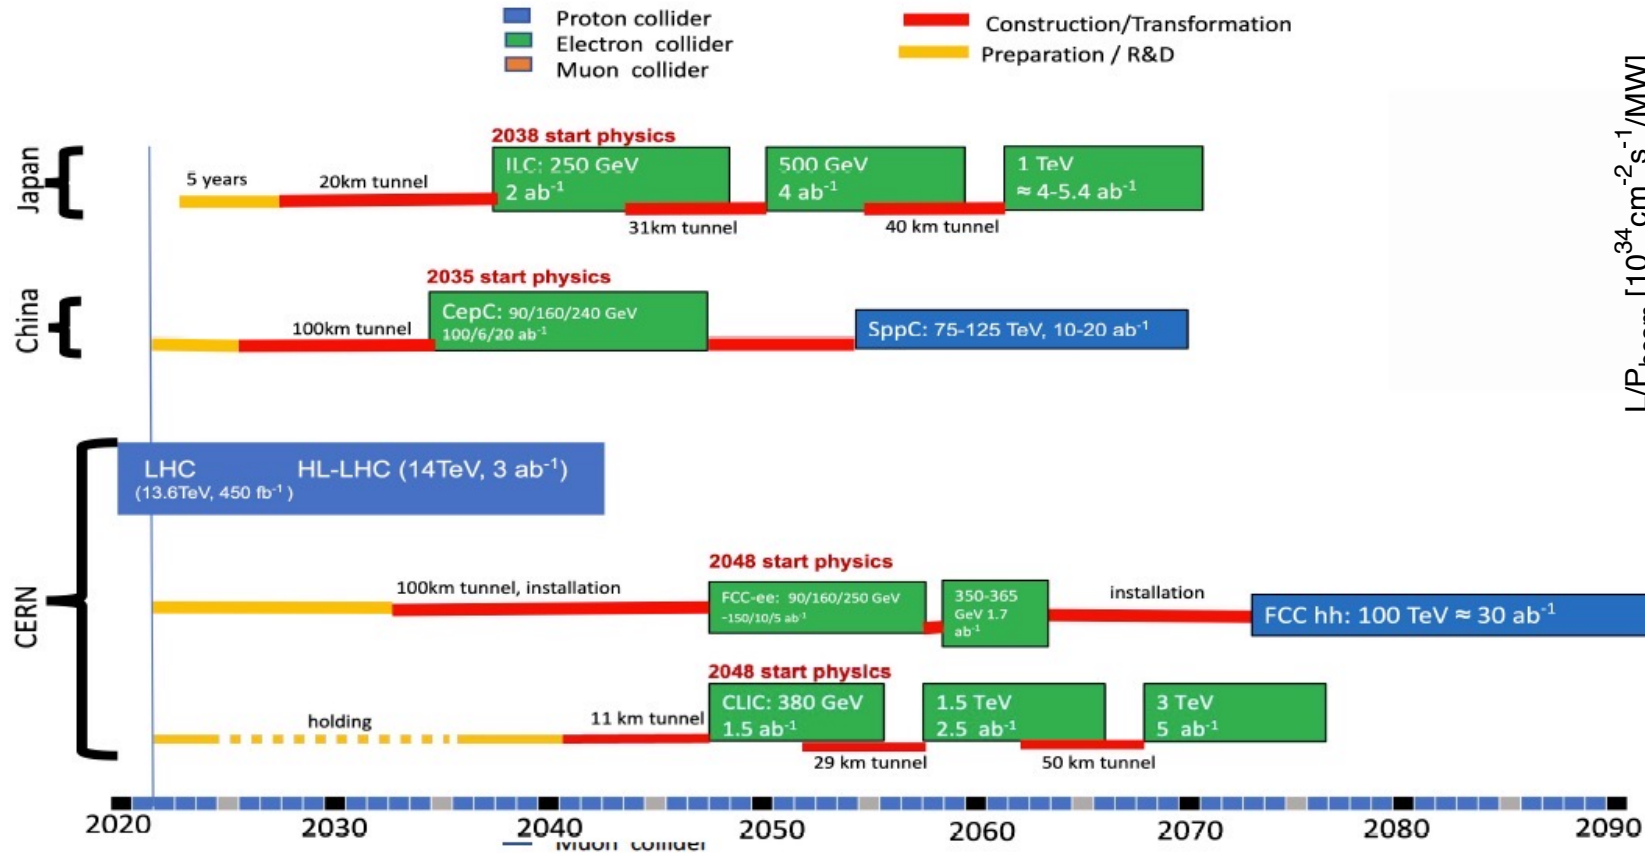 Proton collider
Electron collider
Muon collider
Construction/Transformation
Preparation / R&D
L/P [10³⁴cm⁻²s⁻¹/MW]
Japan
5 years
20km tunnel
2038 start physics
ILC: 250 GeV
2 ab⁻¹
31km tunnel
500 GeV
4 ab⁻¹
40 km tunnel
1 TeV
≈ 4-5.4 ab⁻¹
China
100km tunnel
2035 start physics
CepC: 90/160/240 GeV
100/6/20 ab⁻¹
SppC: 75-125 TeV, 10-20 ab⁻¹
CERN
LHC HL-LHC (14TeV, 3 ab⁻¹)
(13.6TeV, 450 fb⁻¹ )
100km tunnel, installation
2048 start physics
FCC-ee: 90/160/250 GeV
~150/10/5 ab⁻¹
350-365
GeV 1.7
ab⁻¹
installation
FCC hh: 100 TeV ≈ 30 ab⁻¹
holding
11 km tunnel
2048 start physics
CLIC: 380 GeV
1.5 ab⁻¹
29 km tunnel
1.5 TeV
2.5 ab⁻¹
50 km tunnel
3 TeV
5 ab⁻¹
2020 2030 2040 2050 2060 2070 2080 2090
Muon collider